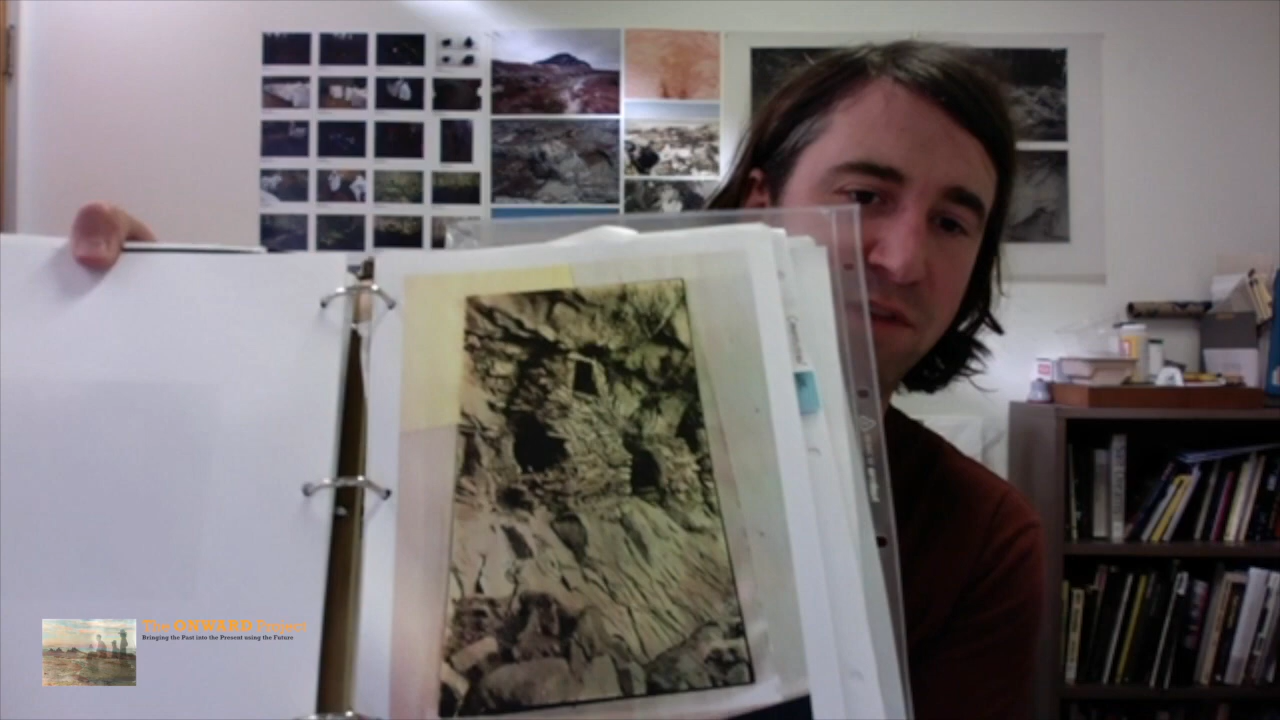 The ONWARD Project
Bringing the Past into the Present using the Future